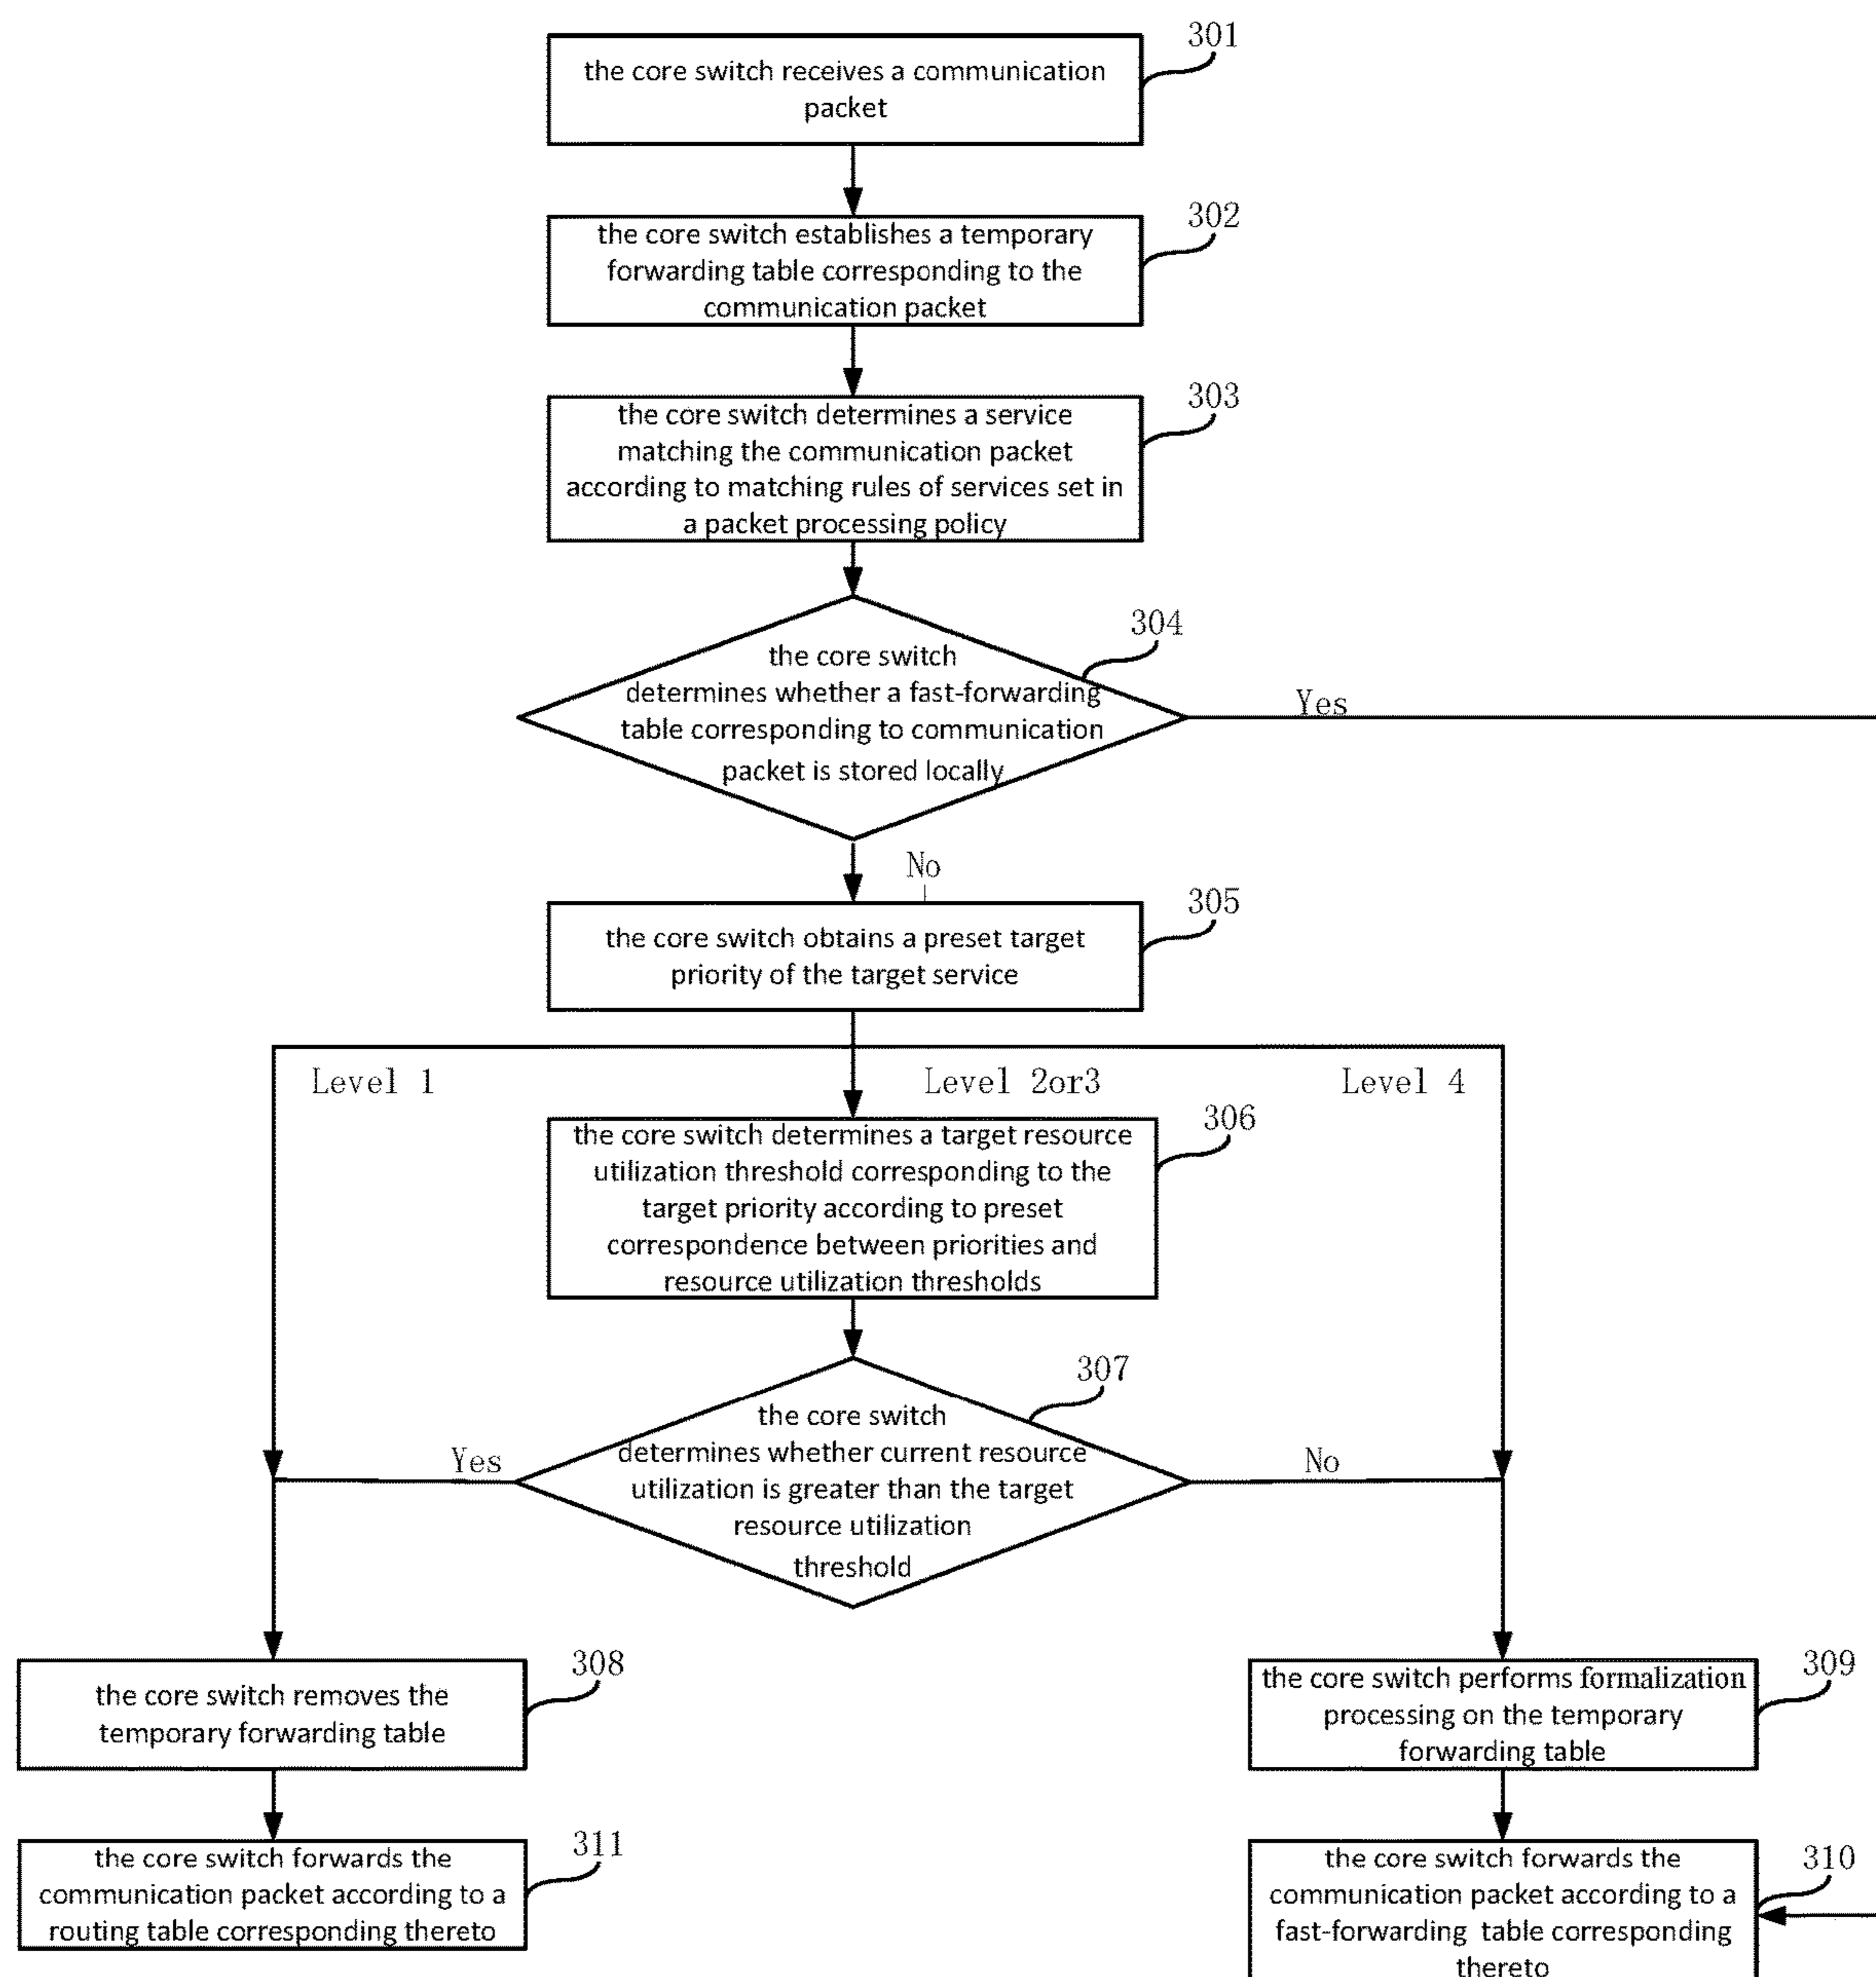 301
the core switch receives a communication
packet
302
the core switch establishes a temporary
forwarding table corresponding to the
communication packet
303
the core switch determines a service
matching the communication packet
according to matching rules of services set in
a packet processing policy
304
the core switch
determines whether a fast-forwarding
table corresponding to communication
packet is stored locally
Yes
No
305
the core switch obtains a preset target
priority of the target service
Level 1
Level 2or3
Level 4
306
the core switch determines a target resource
utilization threshold corresponding to the
target priority according to preset
correspondence between priorities and
resource utilization thresholds
307
the core switch
determines whether current resource
utilization is greater than the target
resource utilization
threshold
Yes
No
308
the core switch removes the
temporary forwarding table
309
the core switch performs formalization
processing on the temporary
forwarding table
311
the core switch forwards the
communication packet according to a
routing table corresponding thereto
310
the core switch forwards the
communication packet according to a
fast-forwarding table corresponding
thereto